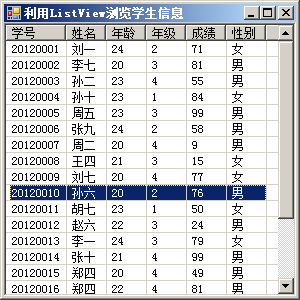 利用ListView浏览学生信息
学号 姓名 年龄 年级 成绩 性别
20120001 刘一 24 2 71 女
20120002 李七 20 3 81 男
20120003 孙二 23 4 55 男
20120004 孙十 23 1 84 女
20120005 周五 23 3 99 男
20120006 张九 24 2 58 男
20120007 周二 20 4 9 男
20120008 王四 21 3 15 女
20120009 刘七 20 4 77 女
20120010 孙六 20 2 76 男
20120011 胡七 23 1 50 女
20120012 赵六 22 3 24 男
20120013 李一 24 3 79 女
20120014 张十 21 4 99 男
20120015 郑四 20 4 49 男
20120016 郑四 22 4 81 男